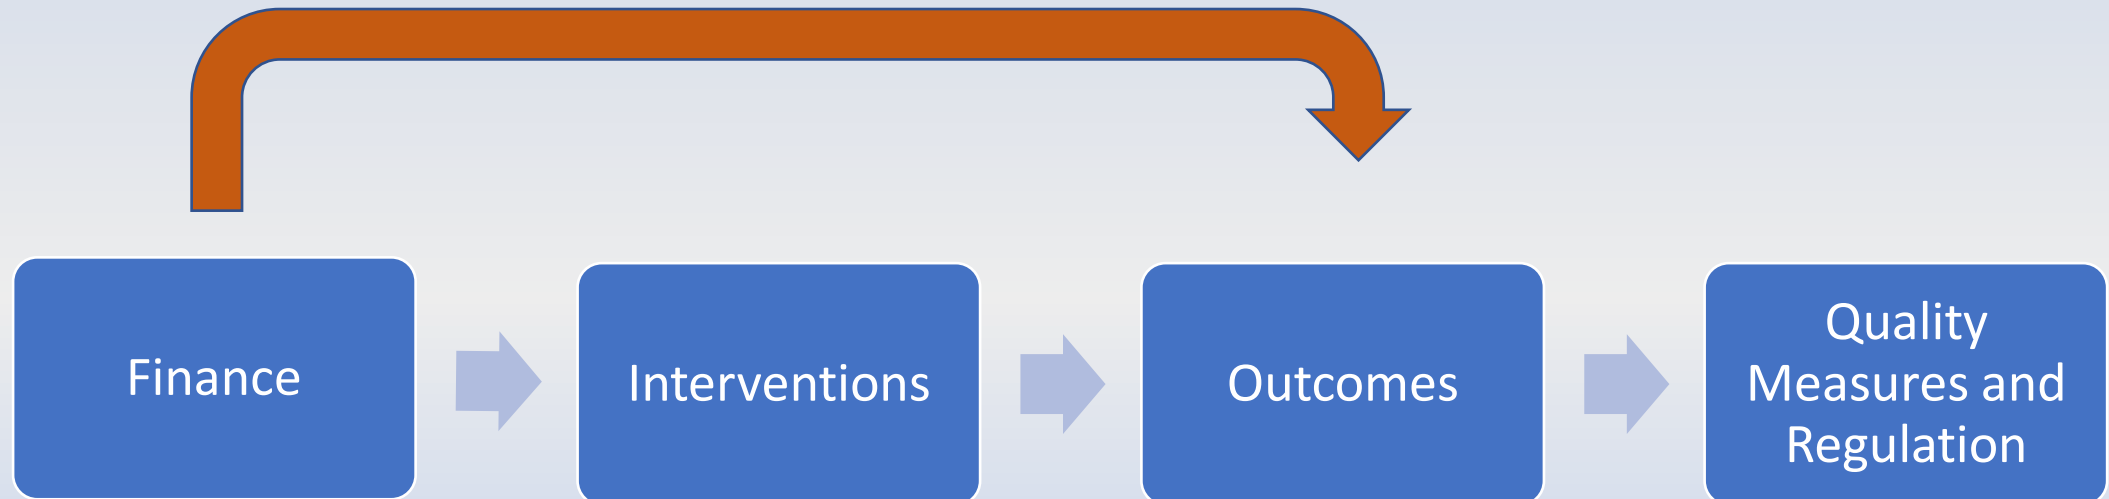 Finance
Interventions
Outcomes
Quality
Measures and
Regulation